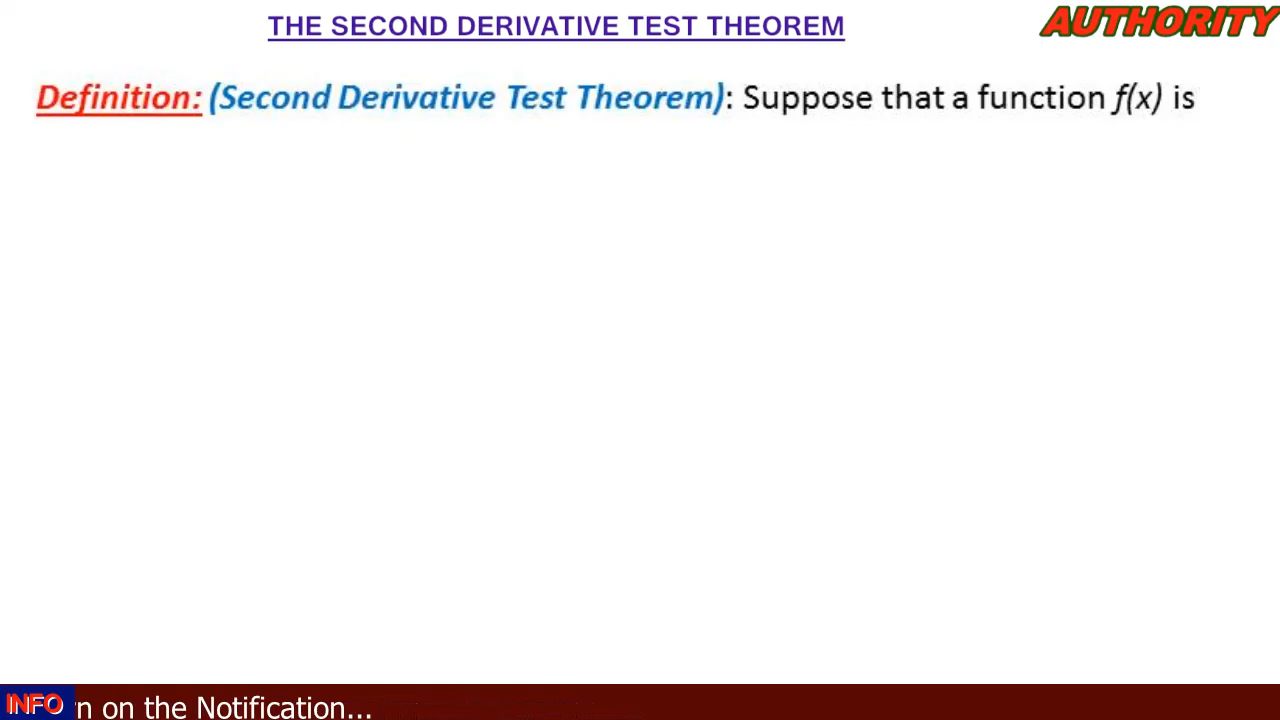 THE SECOND DERIVATIVE TEST THEOREM
AUTHORITY
Definition: (Second Derivative Test Theorem): Suppose that a function f(x) is
INFO
n on the Notification...